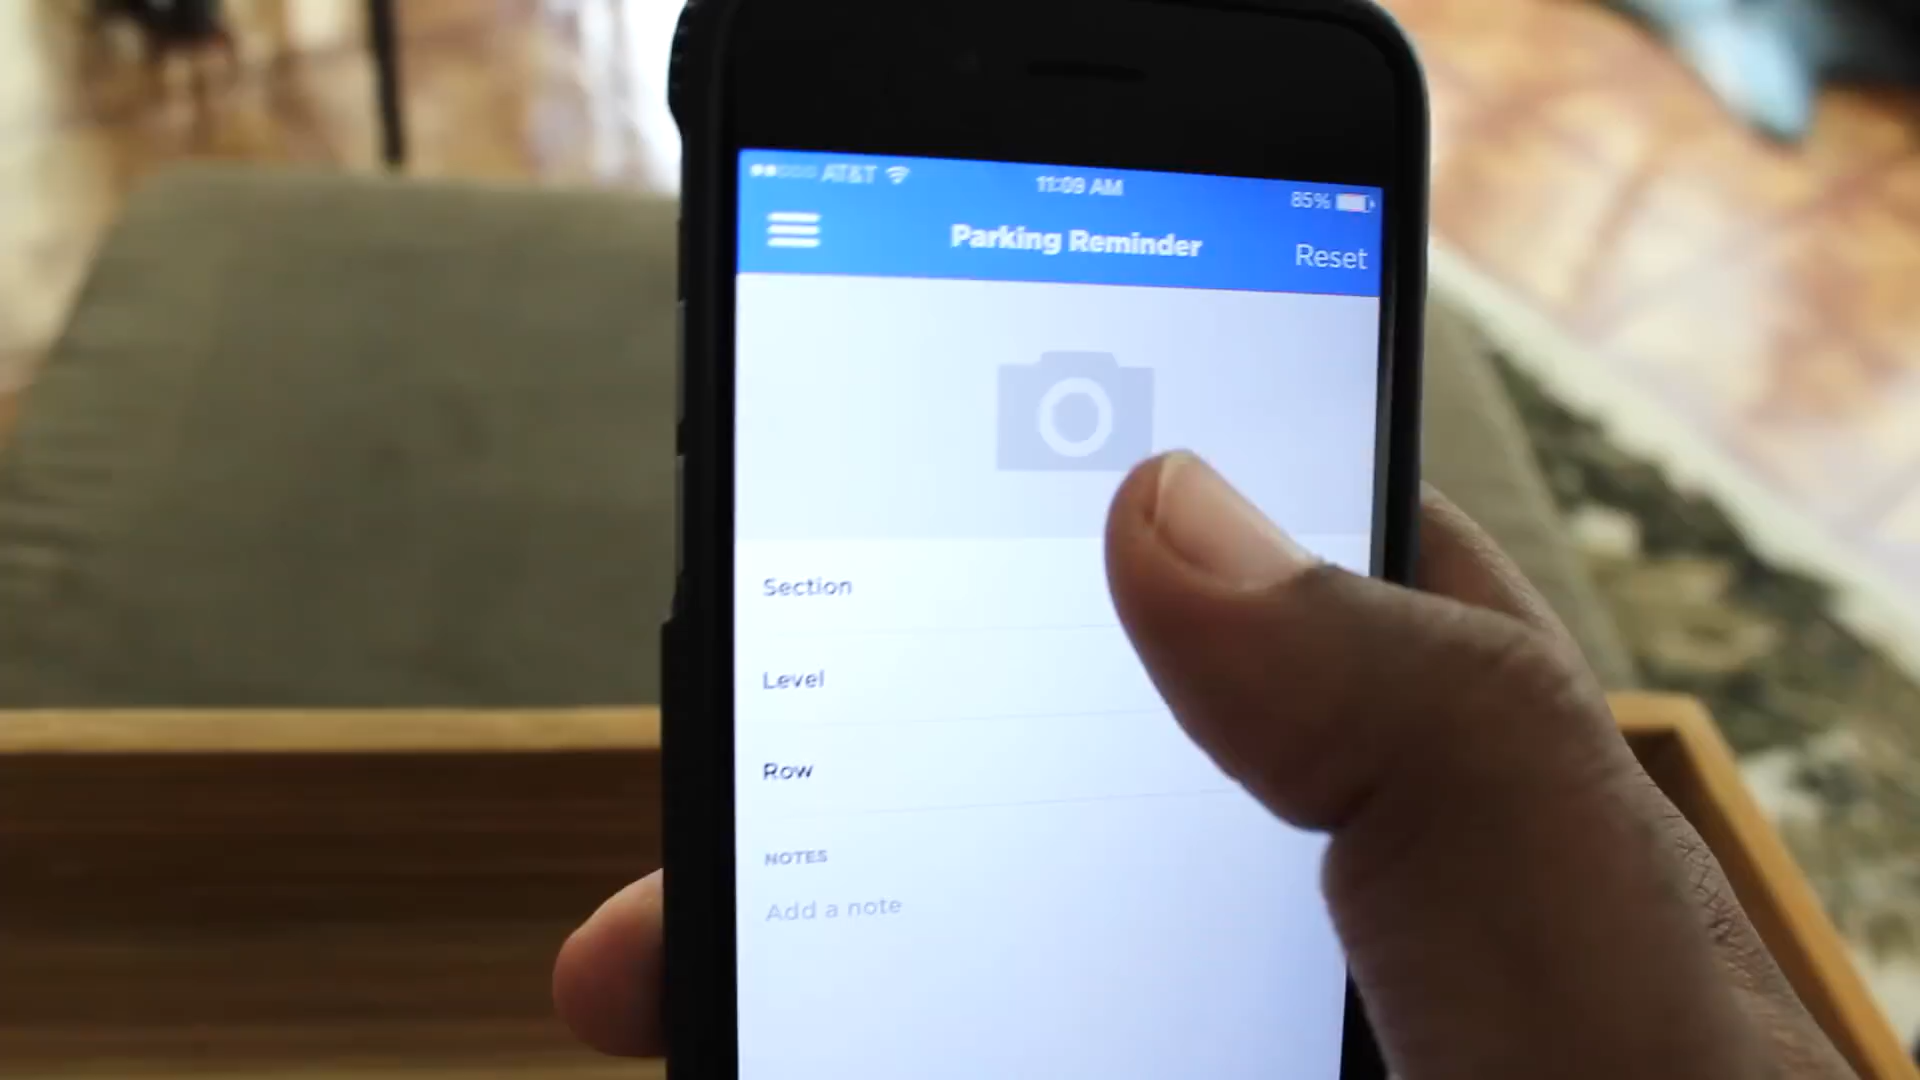 AT&T 11:09 AM 85%
Parking Reminder
Reset
Section
Level
Row
NOTES
Add a note